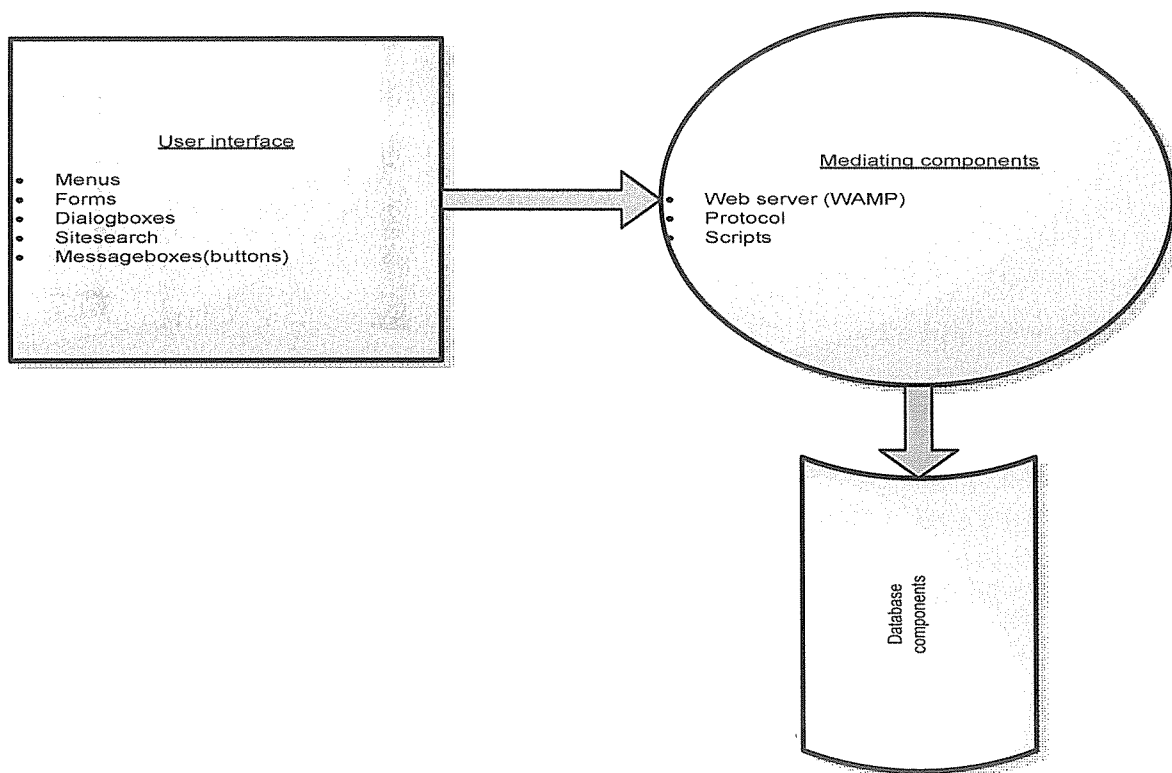 User interface
• Menus
• Forms
• Dialogboxes
• Sitesearch
• Messageboxes(buttons)
Mediating components
• Web server (WAMP)
• Protocol
• Scripts
Database
components